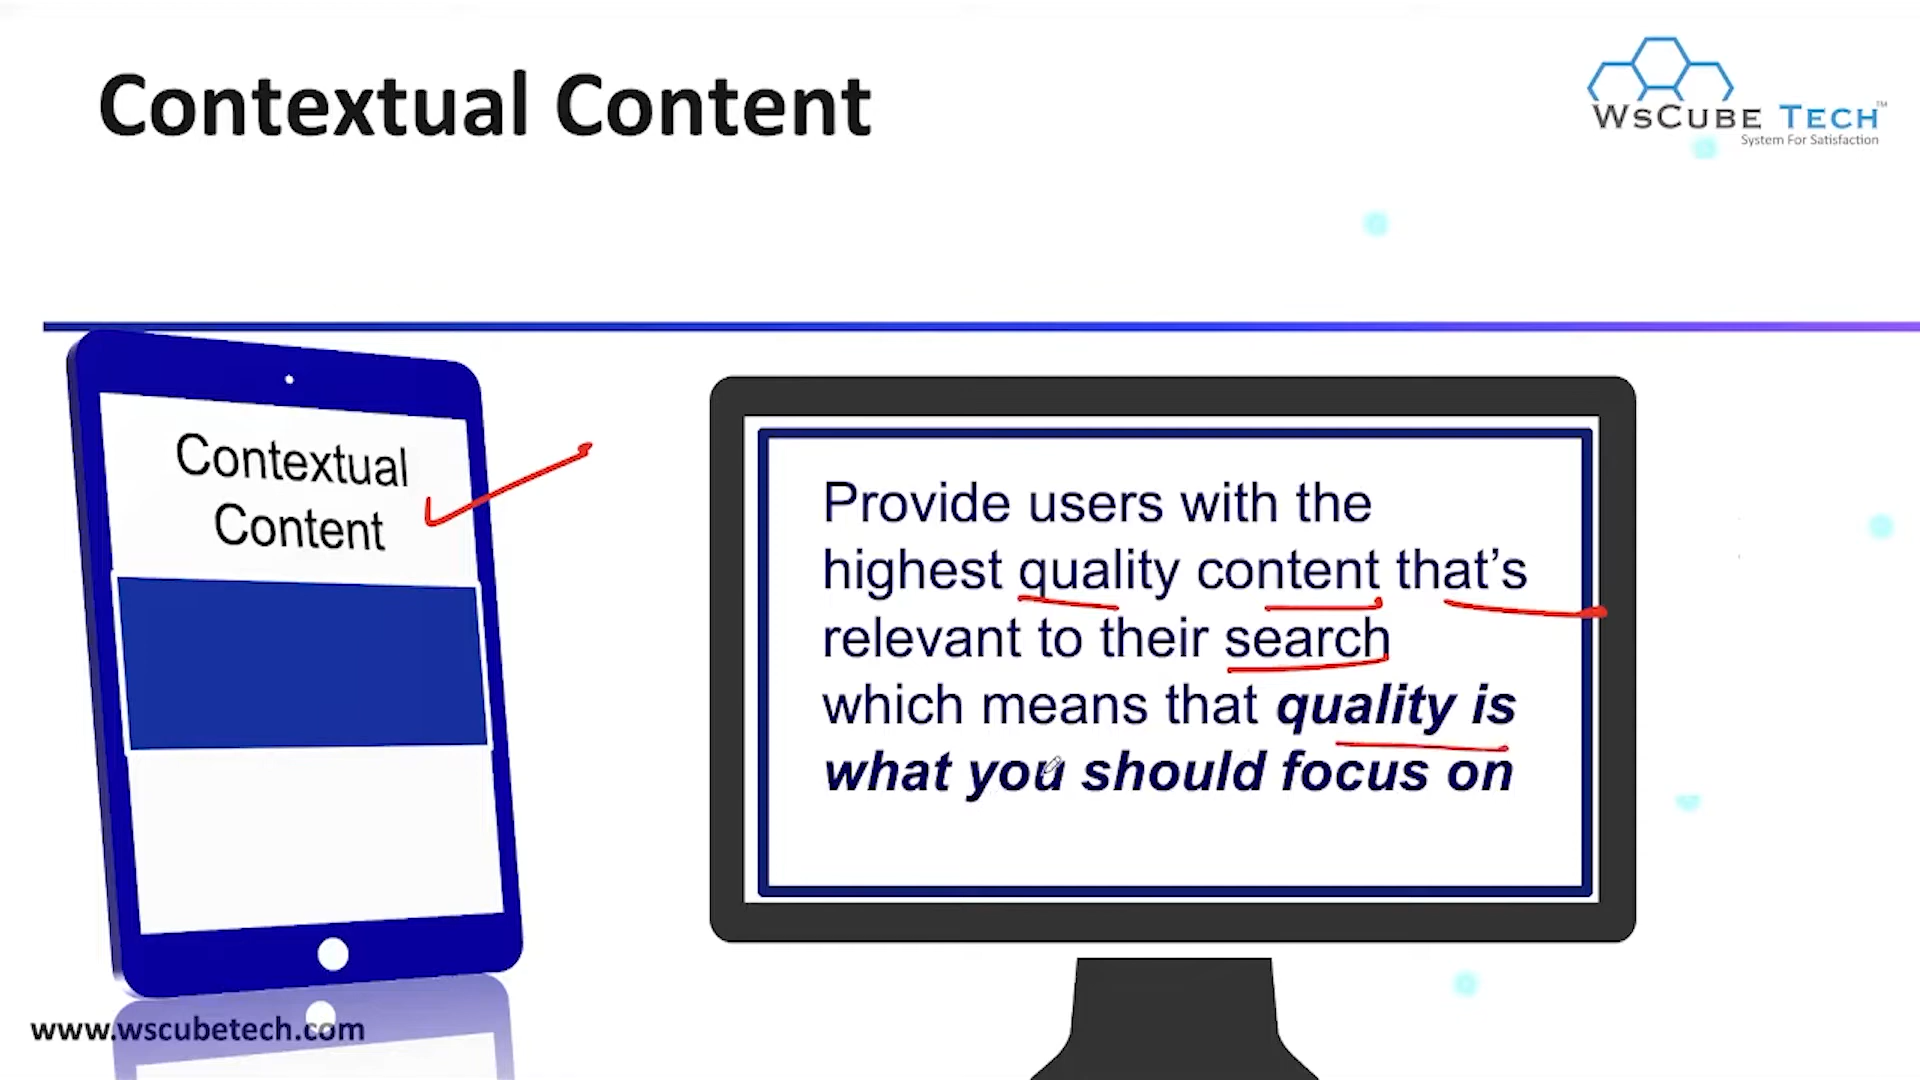 Contextual Content
WsCube Tech™
System For Satisfaction
Contextual
Content
Provide users with the
highest quality content that’s
relevant to their search
which means that quality is
what you should focus on
www.wscubetech.com